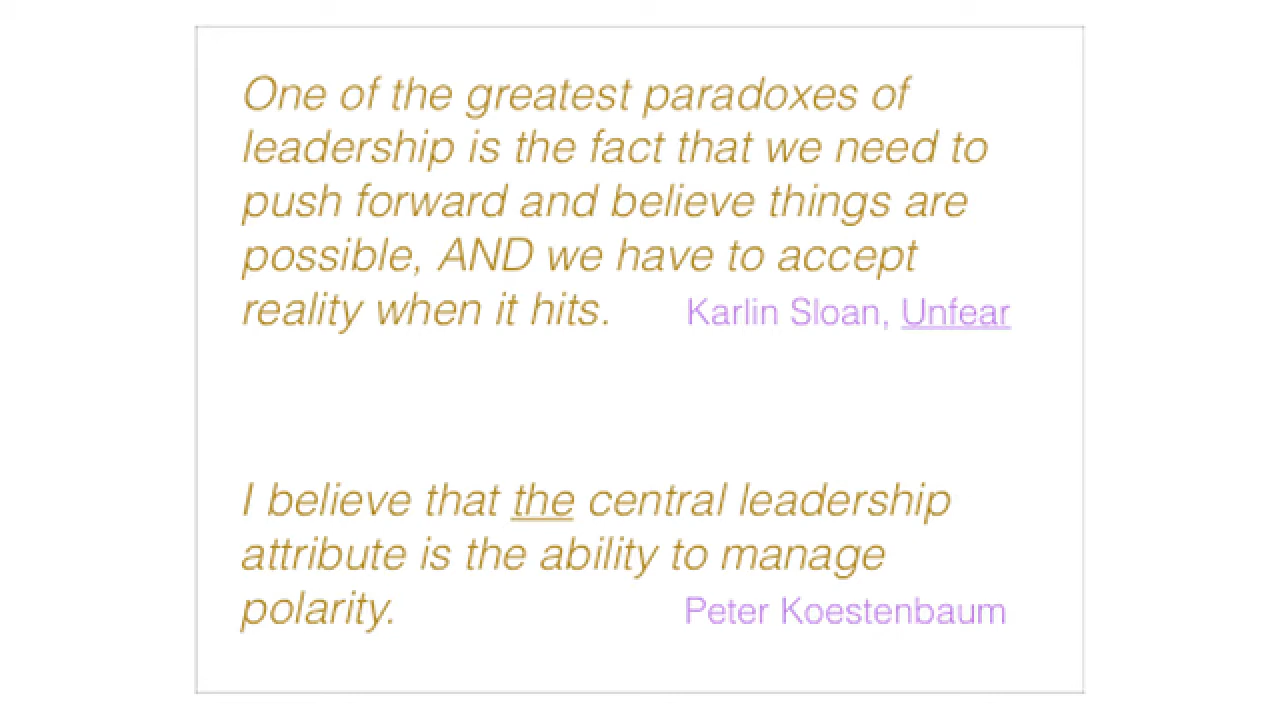 One of the greatest paradoxes of
leadership is the fact that we need to
push forward and believe things are
possible, AND we have to accept
reality when it hits. Karlin Sloan, Unfear
I believe that the central leadership
attribute is the ability to manage
polarity. Peter Koestenbaum